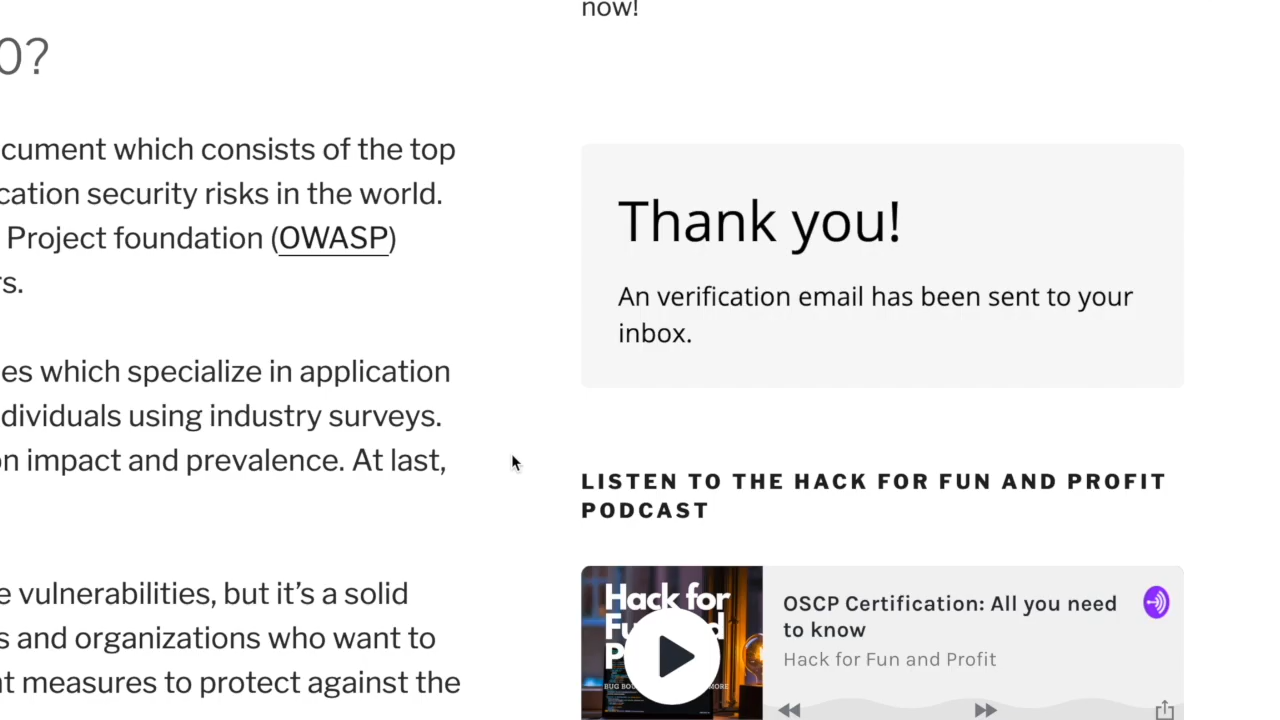 now!
0?
cument which consists of the top
cation security risks in the world.
Project foundation (OWASP)
s.
es which specialize in application
dividuals using industry surveys.
on impact and prevalence. At last,
e vulnerabilities, but it's a solid
s and organizations who want to
nt measures to protect against the
Thank you!
An verification email has been sent to your
inbox.
LISTEN TO THE HACK FOR FUN AND PROFIT
PODCAST
Hack for
OSCP Certification: All you need
to know
Hack for Fun and Profit